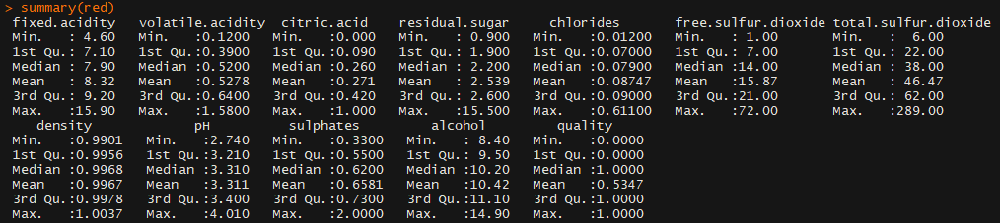 > summary(red)
 fixed.acidity   volatile.acidity  citric.acid   residual.sugar     chlorides       free.sulfur.dioxide total.sulfur.dioxide
 Min.   : 4.60   Min.   :0.1200   Min.   :0.000   Min.   : 0.900   Min.   :0.01200   Min.   : 1.00       Min.   :  6.00
 1st Qu.: 7.10   1st Qu.:0.3900   1st Qu.:0.090   1st Qu.: 1.900   1st Qu.:0.07000   1st Qu.: 7.00       1st Qu.: 22.00
 Median : 7.90   Median :0.5200   Median :0.260   Median : 2.200   Median :0.07900   Median :14.00       Median : 38.00
 Mean   : 8.32   Mean   :0.5278   Mean   :0.271   Mean   : 2.539   Mean   :0.08747   Mean   :15.87       Mean   : 46.47
 3rd Qu.: 9.20   3rd Qu.:0.6400   3rd Qu.:0.420   3rd Qu.: 2.600   3rd Qu.:0.09000   3rd Qu.:21.00       3rd Qu.: 62.00
 Max.   :15.90   Max.   :1.5800   Max.   :1.000   Max.   :15.500   Max.   :0.61100   Max.   :72.00       Max.   :289.00
    density             pH          sulphates         alcohol         quality
 Min.   :0.9901   Min.   :2.740   Min.   :0.3300   Min.   : 8.40   Min.   :0.0000
 1st Qu.:0.9956   1st Qu.:3.210   1st Qu.:0.5500   1st Qu.: 9.50   1st Qu.:0.0000
 Median :0.9968   Median :3.310   Median :0.6200   Median :10.20   Median :1.0000
 Mean   :0.9967   Mean   :3.311   Mean   :0.6581   Mean   :10.42   Mean   :0.5347
 3rd Qu.:0.9978   3rd Qu.:3.400   3rd Qu.:0.7300   3rd Qu.:11.10   3rd Qu.:1.0000
 Max.   :1.0037   Max.   :4.010   Max.   :2.0000   Max.   :14.90   Max.   :1.0000